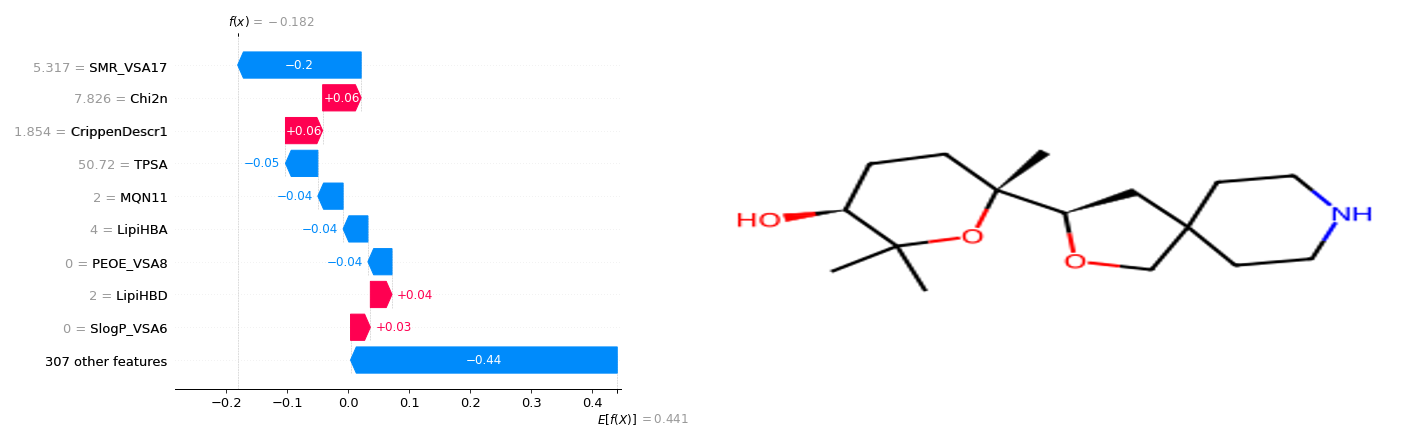 f(x) = −0.182
5.317 = SMR_VSA17
−0.2
7.826 = Chi2n
+0.06
1.854 = CrippenDescr1
+0.06
50.72 = TPSA
−0.05
2 = MQN11
−0.04
4 = LipiHBA
−0.04
0 = PEOE_VSA8
−0.04
2 = LipiHBD
+0.04
0 = SlogP_VSA6
+0.03
307 other features
−0.44
−0.2 −0.1 0.0 0.1 0.2 0.3 0.4
E[f(X)] = 0.441
HO
O
O
NH